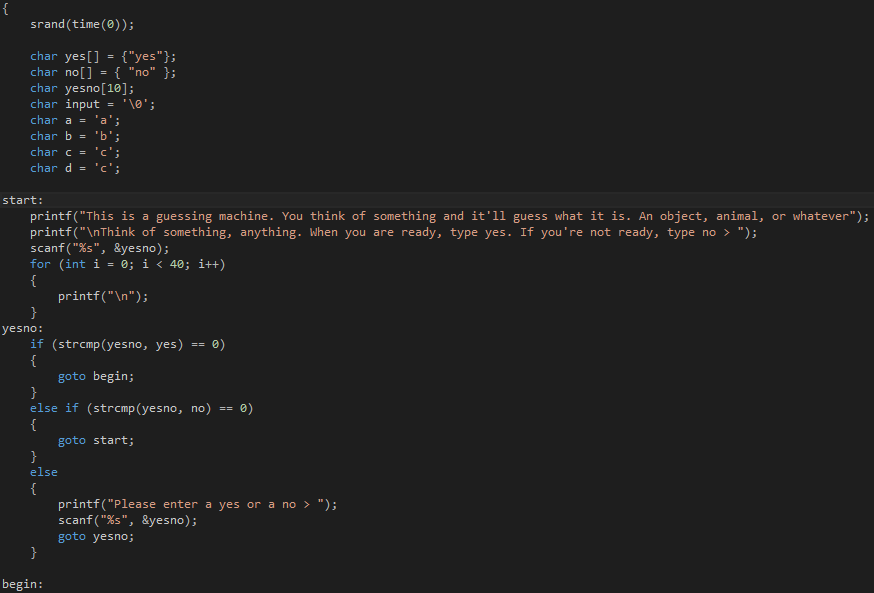 {
srand(time(0));
char yes[] = {"yes"};
char no[] = { "no" };
char yesno[10];
char input = '\0';
char a = 'a';
char b = 'b';
char c = 'c';
char d = 'c';
start:
printf("This is a guessing machine. You think of something and it'll guess what it is. An object, animal, or whatever");
printf("\nThink of something, anything. When you are ready, type yes. If you're not ready, type no > ");
scanf("%s", &yesno);
for (int i = 0; i < 40; i++)
{
printf("\n");
}
yesno:
if (strcmp(yesno, yes) == 0)
{
goto begin;
}
else if (strcmp(yesno, no) == 0)
{
goto start;
}
else
{
printf("Please enter a yes or a no > ");
scanf("%s", &yesno);
goto yesno;
}
begin: